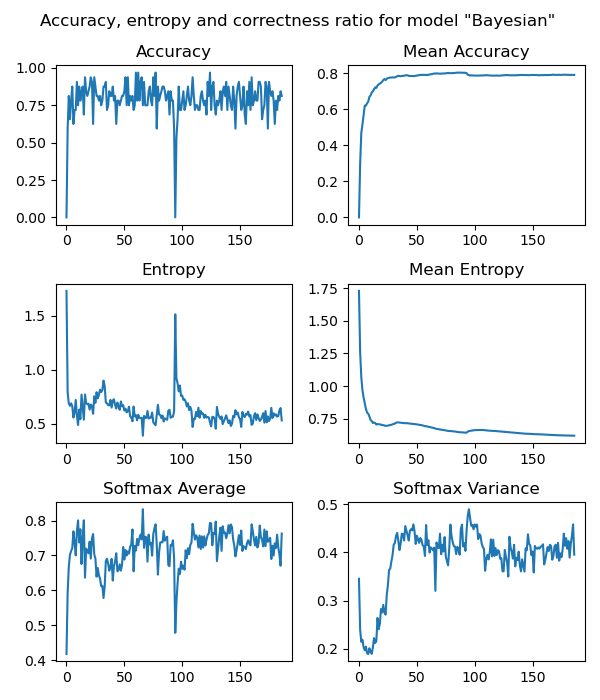 Accuracy, entropy and correctness ratio for model "Bayesian"
Accuracy
Mean Accuracy
1.00
0.75
0.50
0.25
0.00
0 50 100 150
0.8
0.6
0.4
0.2
0.0
0 50 100 150
Entropy
Mean Entropy
1.5
1.0
0.5
0 50 100 150
1.75
1.50
1.25
1.00
0.75
0 50 100 150
Softmax Average
Softmax Variance
0.8
0.7
0.6
0.5
0.4
0 50 100 150
0.5
0.4
0.3
0.2
0 50 100 150